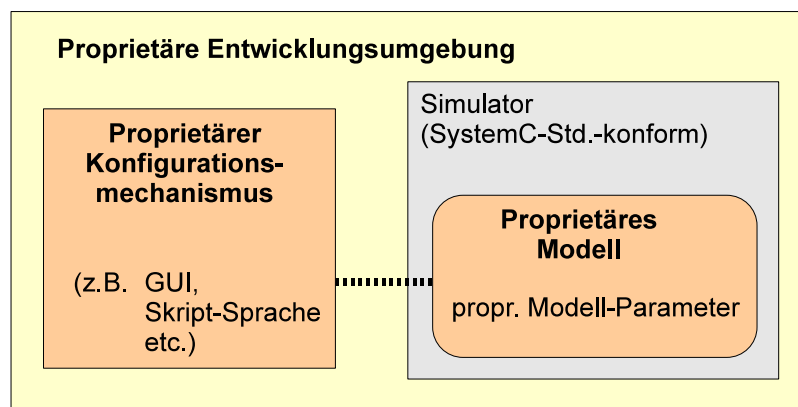 Proprietäre Entwicklungsumgebung
Proprietärer
Konfigurations-
mechanismus
(z.B. GUI,
Skript-Sprache
etc.)
Simulator
(SystemC-Std.-konform)
Proprietäres
Modell
propr. Modell-Parameter